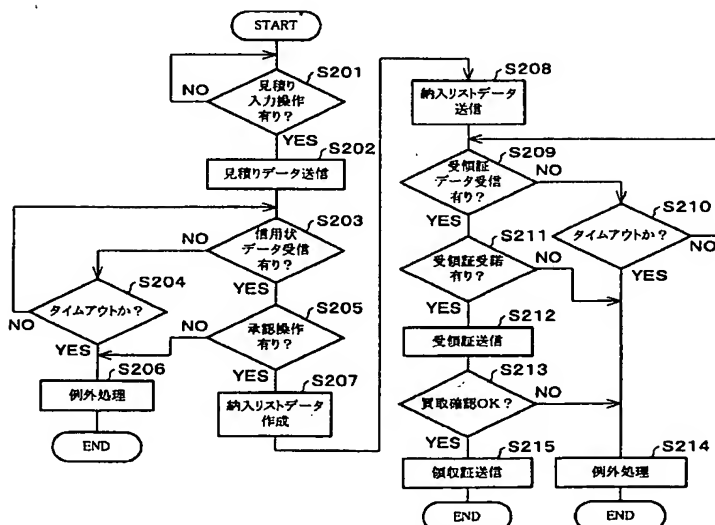 START
S201
見積り
入力操作
有り?
NO
YES
S202
見積りデータ送信
S203
信用状
データ受信
有り?
NO
YES
S204
タイムアウトか?
NO
YES
S205
承認操作
有り?
NO
YES
S206
例外処理
END
S207
納入リストデータ
作成
S208
納入リストデータ
送信
S209
受領証
データ受信
有り?
NO
YES
S210
タイムアウトか?
NO
YES
S211
受領証受諾
有り?
NO
YES
S212
受領証送信
S213
買取確認OK?
NO
YES
S214
例外処理
END
S215
領収証送信
END